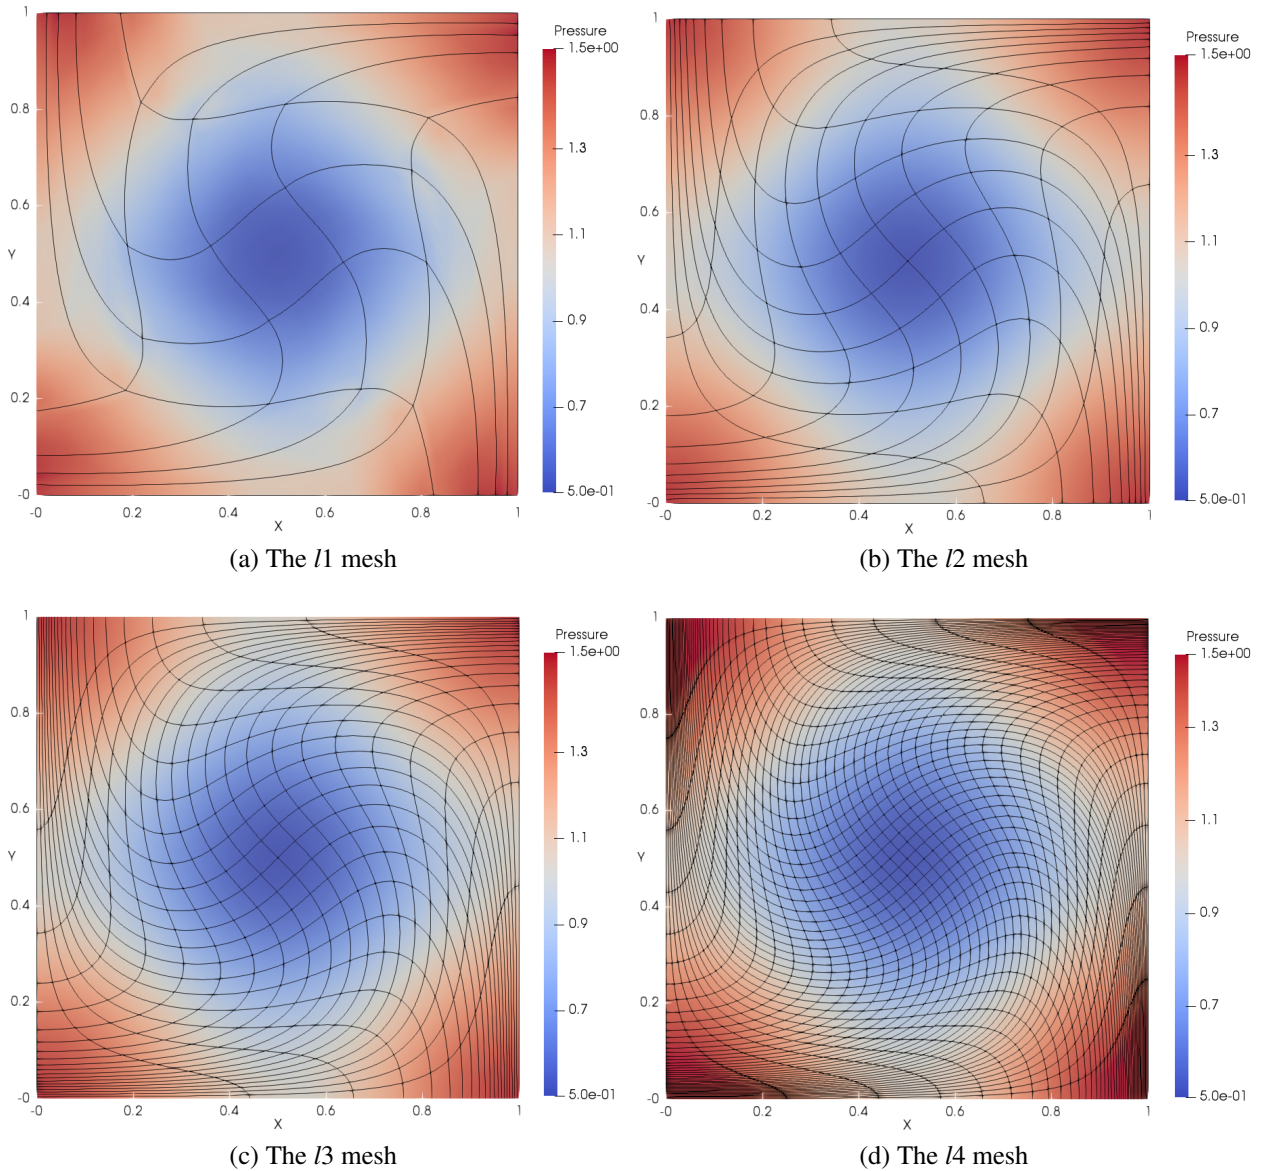 Pressure
1 1.5e+00
0.8 1.3
0.6 1.1
Y
0.4 0.9
0.2 0.7
-0 5.0e-01
-0 0.2 0.4 0.6 0.8 1
X
(a) The l1 mesh
Pressure
1 1.5e+00
0.8 1.3
0.6 1.1
Y
0.4 0.9
0.2 0.7
-0 5.0e-01
-0 0.2 0.4 0.6 0.8 1
X
(b) The l2 mesh
Pressure
1 1.5e+00
0.8 1.3
0.6 1.1
Y
0.4 0.9
0.2 0.7
-0 5.0e-01
-0 0.2 0.4 0.6 0.8 1
X
(c) The l3 mesh
Pressure
1 1.5e+00
0.8 1.3
0.6 1.1
Y
0.4 0.9
0.2 0.7
-0 5.0e-01
-0 0.2 0.4 0.6 0.8 1
X
(d) The l4 mesh